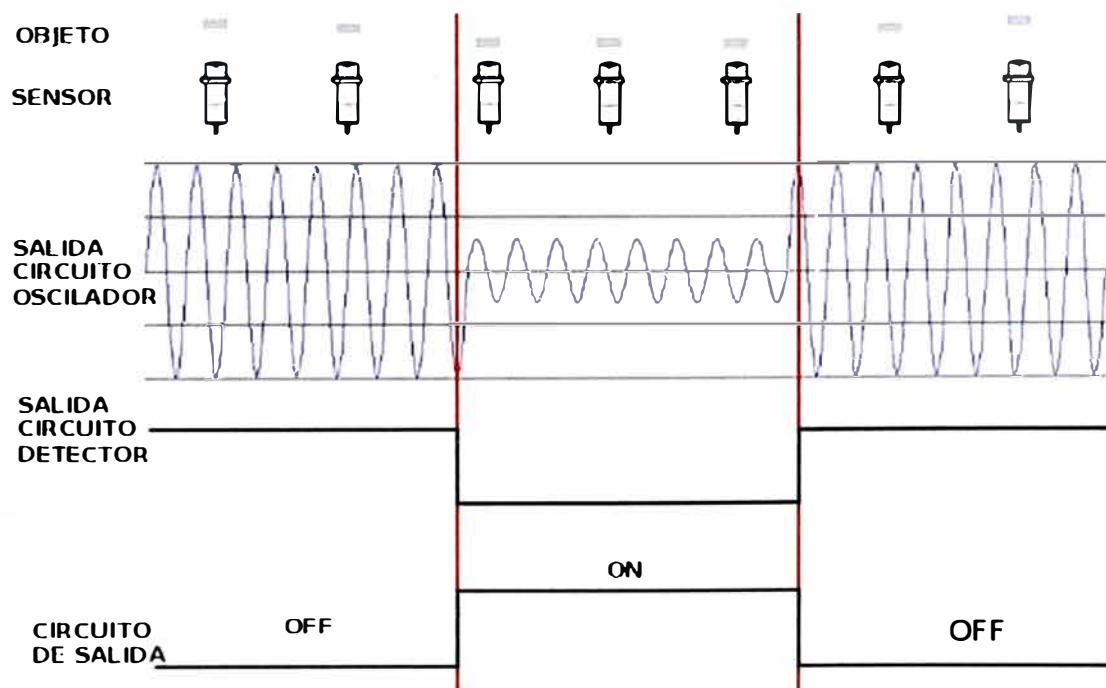 OBJETO
SENSOR
SALIDA
CIRCUITO
OSCILADOR
SALIDA
CIRCUITO
DETECTOR
ON
OFF
OFF
CIRCUITO
DE SALIDA